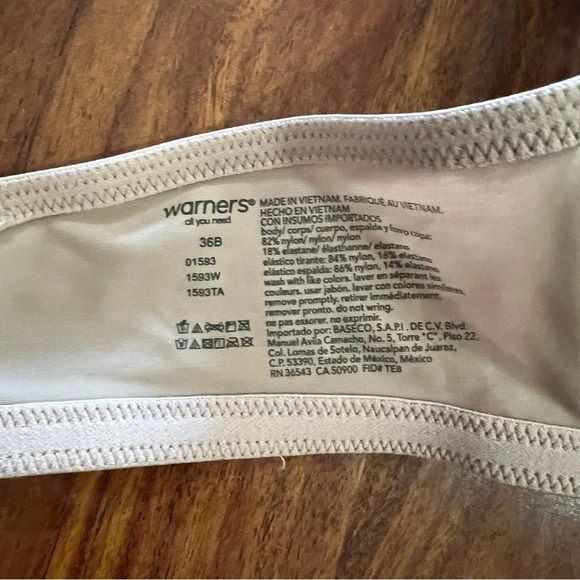 warners®
all you need
36B
01593
1593W
1593TA
MADE IN VIETNAM. FABRIQUÉ AU VIETNAM.
HECHO EN VIETNAM
CON INSUMOS IMPORTADOS
body/ corps/ cuerpo, espalda y forro copa:
82% nylon/ nylon/ nylon
18% elastane/ élasthanne/ elastano
elástico tirante: 84% nylon, 16% elastano
elástico espalda: 86% nylon, 14% elastano
wash with like colors. laver en séparant les
couleurs. usar jabón. lavar con colores similares.
remove promptly. retirer immédiatement.
remover pronto. do not wring.
ne pas essorer. no exprimir.
Importado por: BASECO, S.A.P.I. DE C.V. Blvd.
Manuel Avila Camacho, No. 5, Torre "C", Piso 22,
Col. Lomas de Sotelo, Naucalpan de Juarez,
C.P. 53390, Estado de México, México
RN 36543 CA 50900 FID# TE8